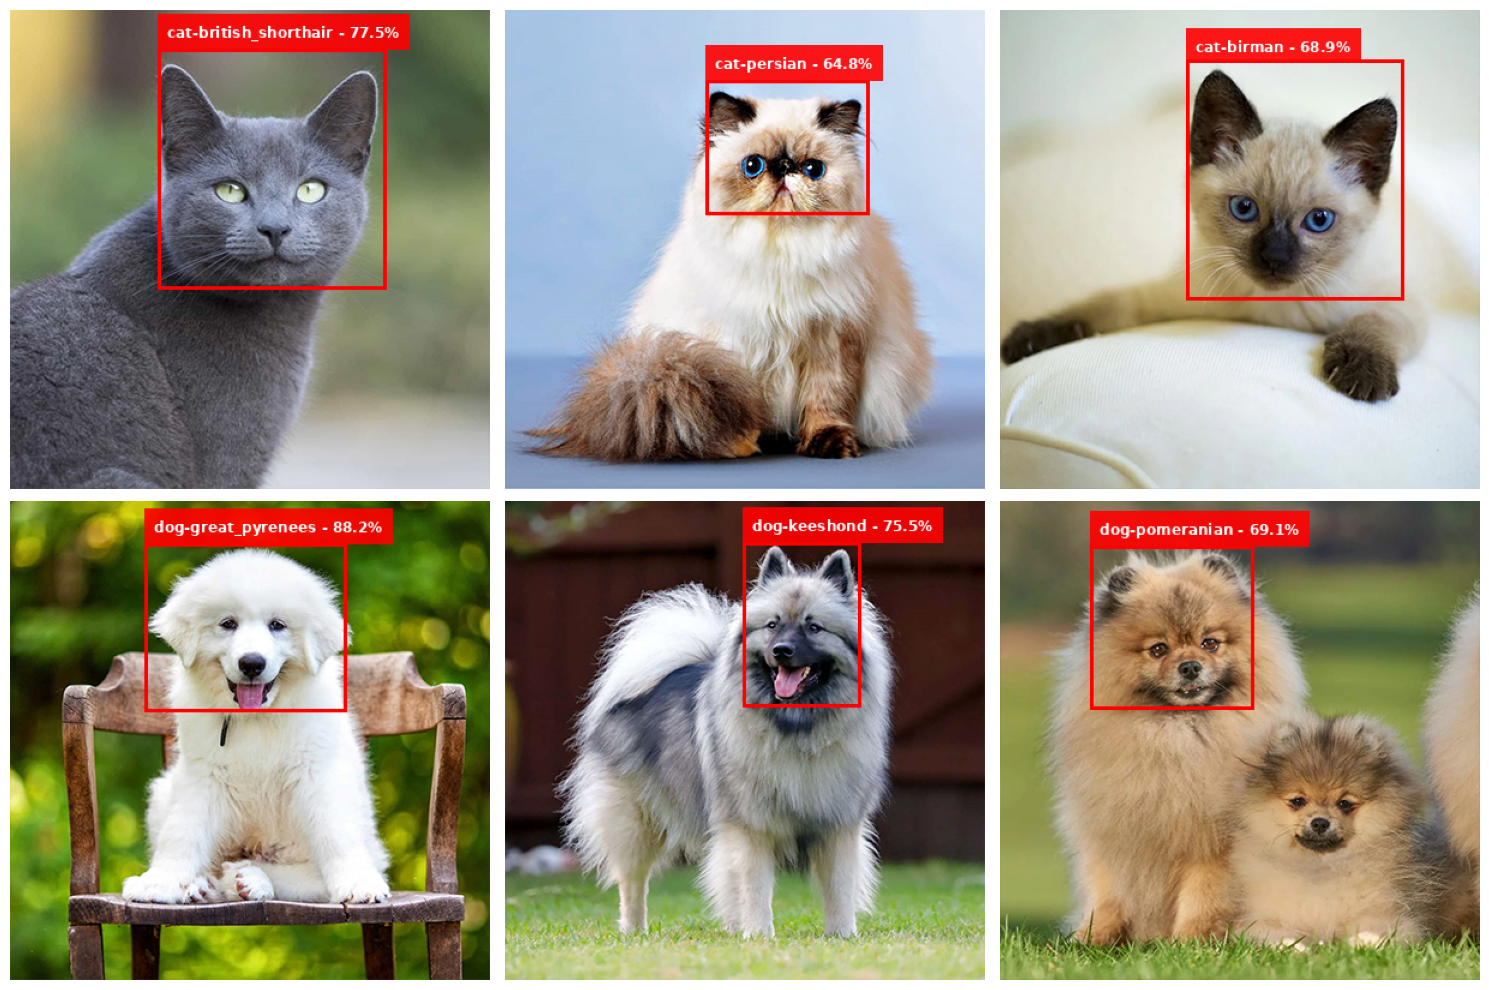 cat-british_shorthair - 77.5%
cat-persian - 64.8%
cat-birman - 68.9%
dog-great_pyrenees - 88.2%
dog-keeshond - 75.5%
dog-pomeranian - 69.1%